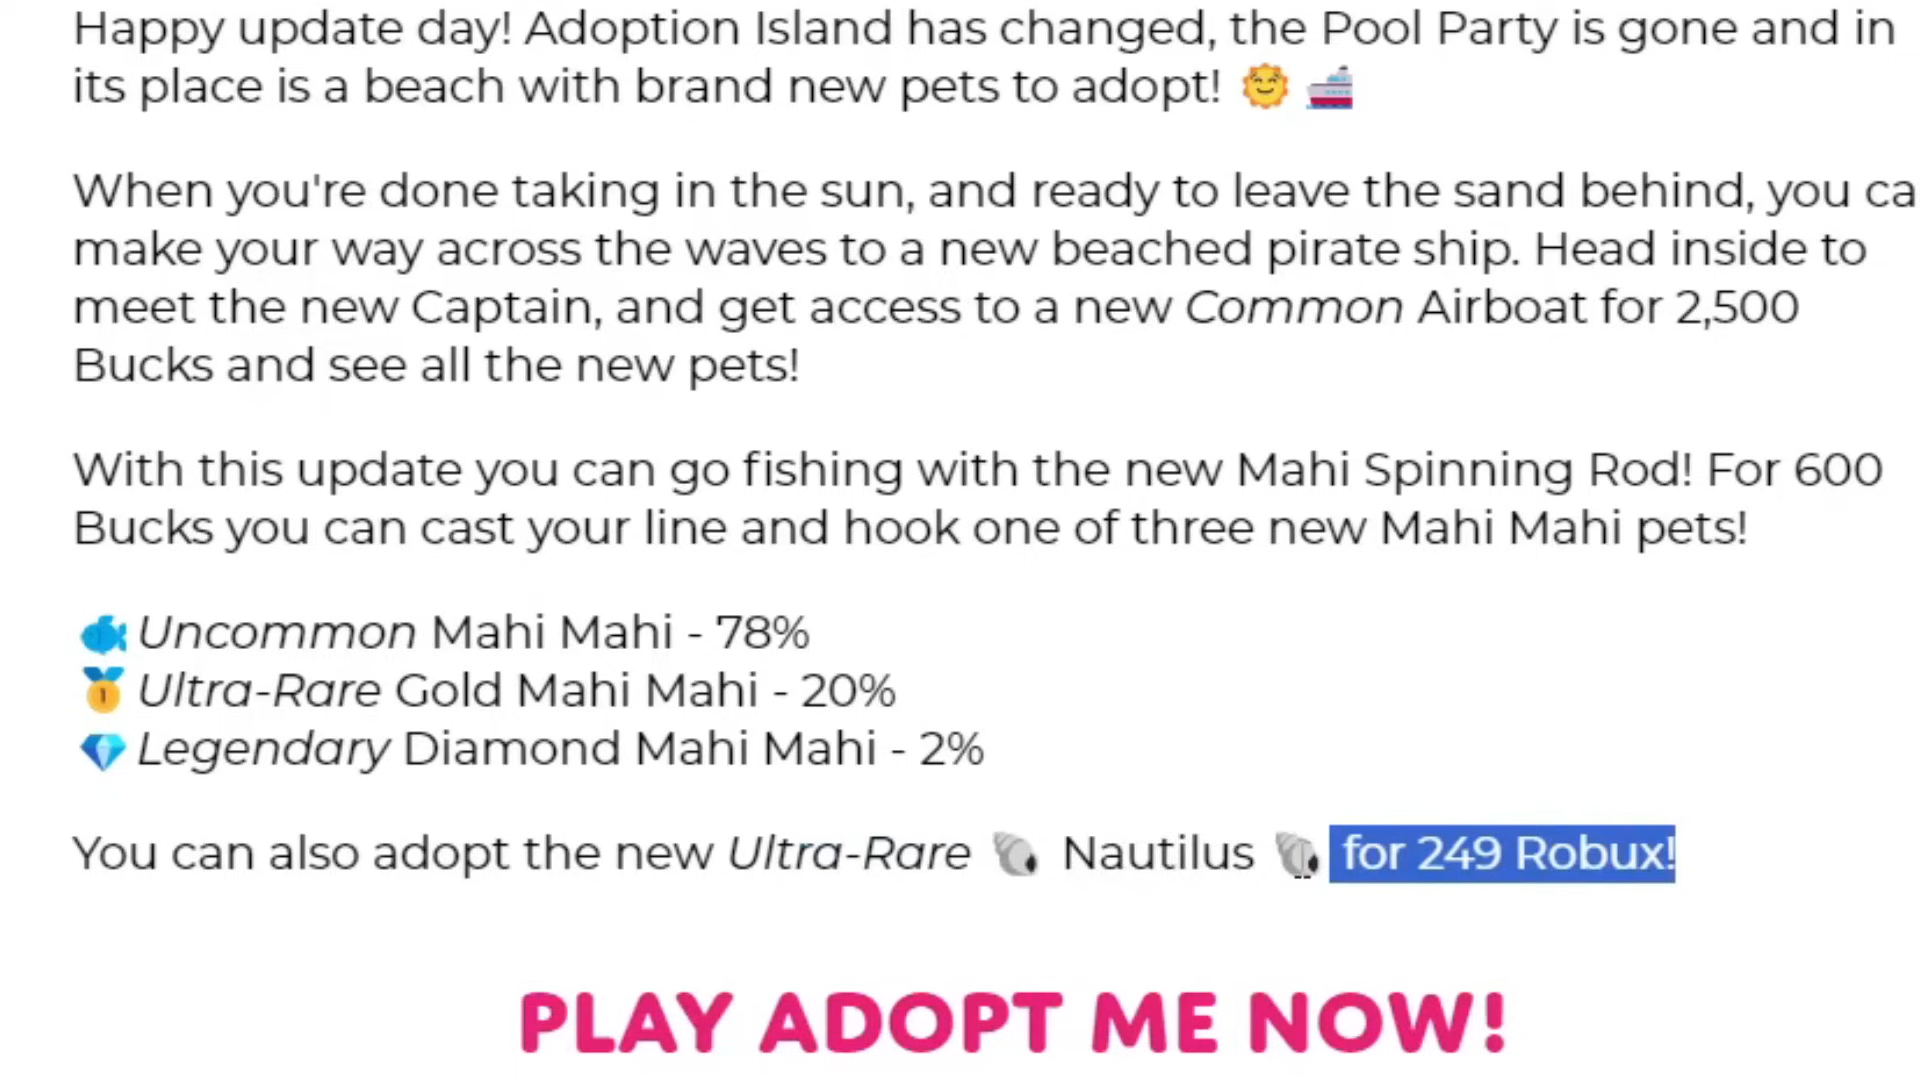 Happy update day! Adoption Island has changed, the Pool Party is gone and in
its place is a beach with brand new pets to adopt! 🌞 🛳️
When you're done taking in the sun, and ready to leave the sand behind, you ca
make your way across the waves to a new beached pirate ship. Head inside to
meet the new Captain, and get access to a new Common Airboat for 2,500
Bucks and see all the new pets!
With this update you can go fishing with the new Mahi Spinning Rod! For 600
Bucks you can cast your line and hook one of three new Mahi Mahi pets!
🐟 Uncommon Mahi Mahi - 78%
🥇 Ultra-Rare Gold Mahi Mahi - 20%
💎 Legendary Diamond Mahi Mahi - 2%
You can also adopt the new Ultra-Rare 🐚 Nautilus 🐚 for 249 Robux!
PLAY ADOPT ME NOW!